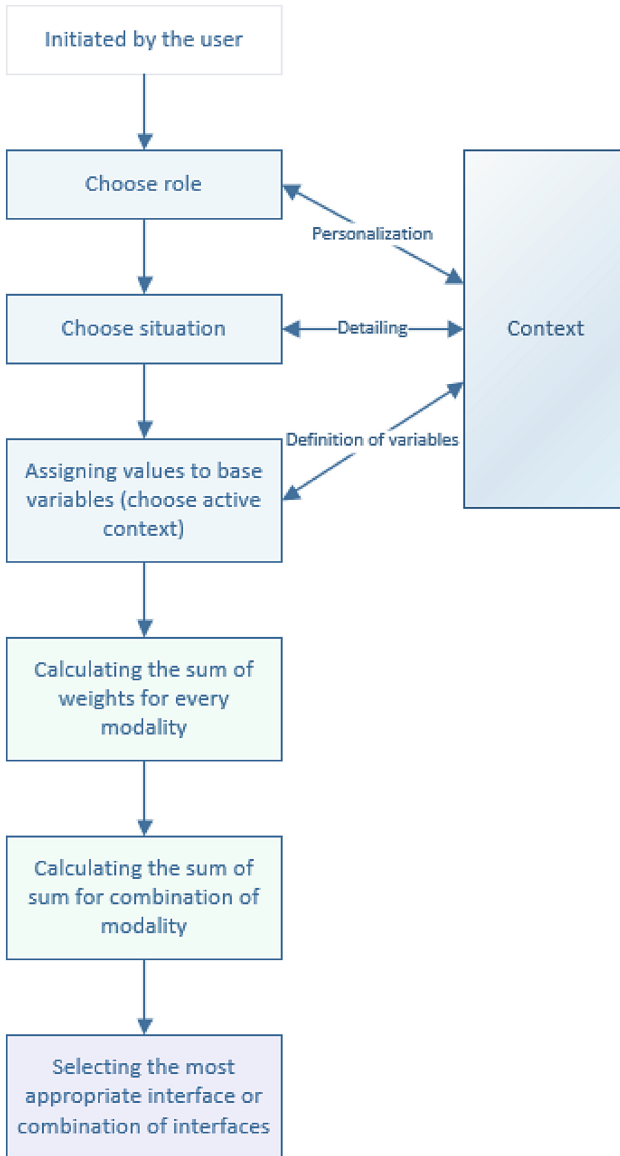 Initiated by the user
Choose role
Personalization
Choose situation
Detailing
Context
Definition of variables
Assigning values to base
variables (choose active
context)
Calculating the sum of
weights for every
modality
Calculating the sum of
sum for combination of
modality
Selecting the most
appropriate interface or
combination of interfaces